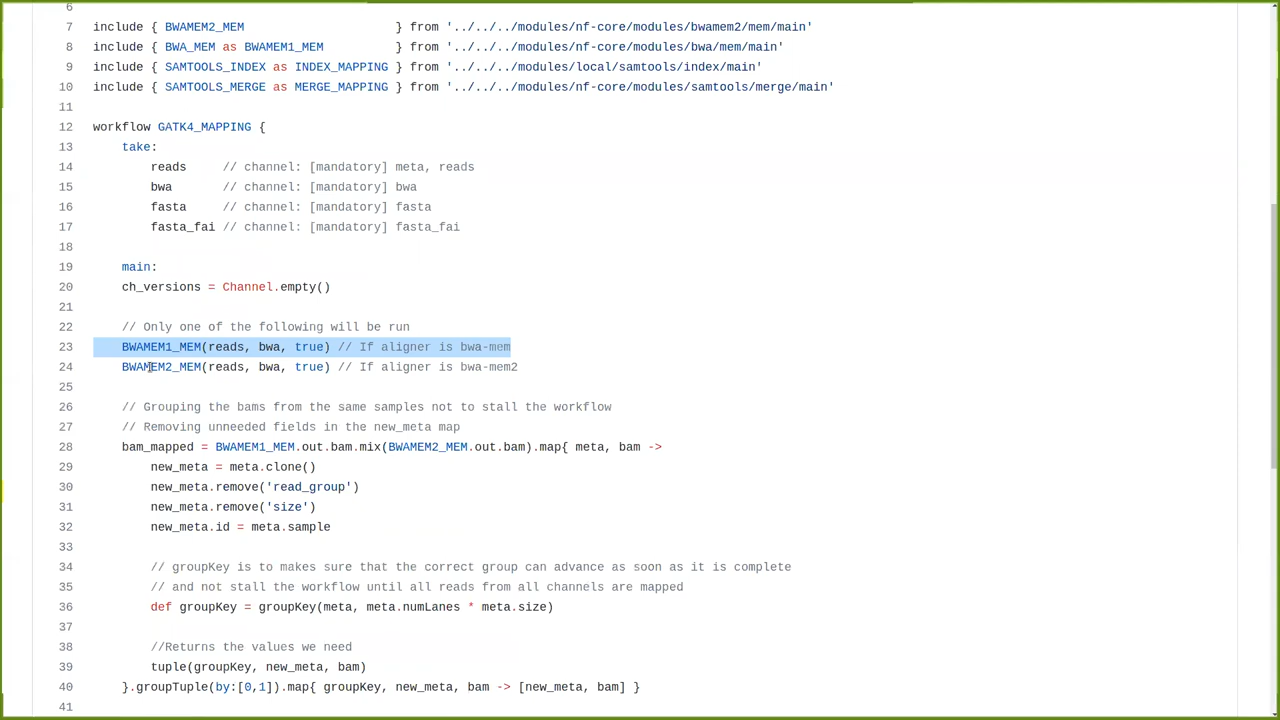 6
7 include { BWAMEM2_MEM } from '../../../modules/nf-core/modules/bwamem2/mem/main'
8 include { BWA_MEM as BWAMEM1_MEM } from '../../../modules/nf-core/modules/bwa/mem/main'
9 include { SAMTOOLS_INDEX as INDEX_MAPPING } from '../../../modules/local/samtools/index/main'
10 include { SAMTOOLS_MERGE as MERGE_MAPPING } from '../../../modules/nf-core/modules/samtools/merge/main'
11
12 workflow GATK4_MAPPING {
13 take:
14 reads // channel: [mandatory] meta, reads
15 bwa // channel: [mandatory] bwa
16 fasta // channel: [mandatory] fasta
17 fasta_fai // channel: [mandatory] fasta_fai
18
19 main:
20 ch_versions = Channel.empty()
21
22 // Only one of the following will be run
23 BWAMEM1_MEM(reads, bwa, true) // If aligner is bwa-mem
24 BWAMEM2_MEM(reads, bwa, true) // If aligner is bwa-mem2
25
26 // Grouping the bams from the same samples not to stall the workflow
27 // Removing unneeded fields in the new_meta map
28 bam_mapped = BWAMEM1_MEM.out.bam.mix(BWAMEM2_MEM.out.bam).map{ meta, bam ->
29 new_meta = meta.clone()
30 new_meta.remove('read_group')
31 new_meta.remove('size')
32 new_meta.id = meta.sample
33
34 // groupKey is to makes sure that the correct group can advance as soon as it is complete
35 // and not stall the workflow until all reads from all channels are mapped
36 def groupKey = groupKey(meta, meta.numLanes * meta.size)
37
38 //Returns the values we need
39 tuple(groupKey, new_meta, bam)
40 }.groupTuple(by:[0,1]).map{ groupKey, new_meta, bam -> [new_meta, bam] }
41